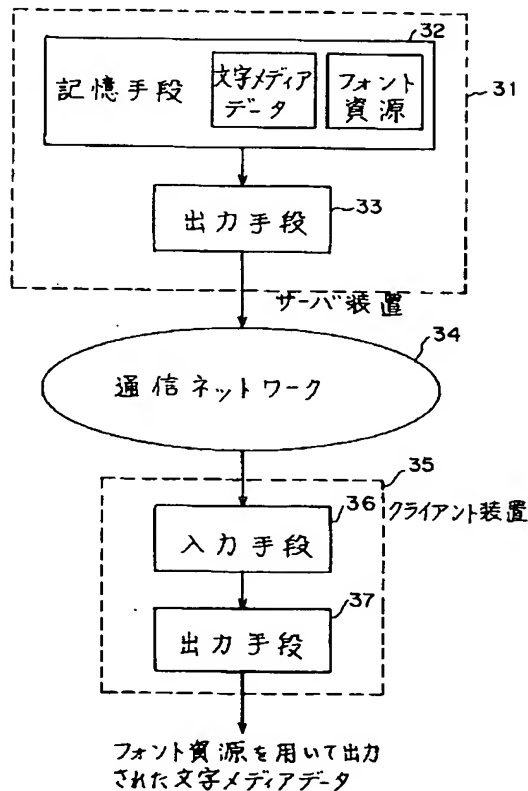 32
記憶手段
文字メディア
データ
フォント
資源
31
出力手段
33
サーバ装置
34
通信ネットワーク
35
クライアント装置
36
入力手段
37
出力手段
フォント資源を用いて出力
された文字メディアデータ